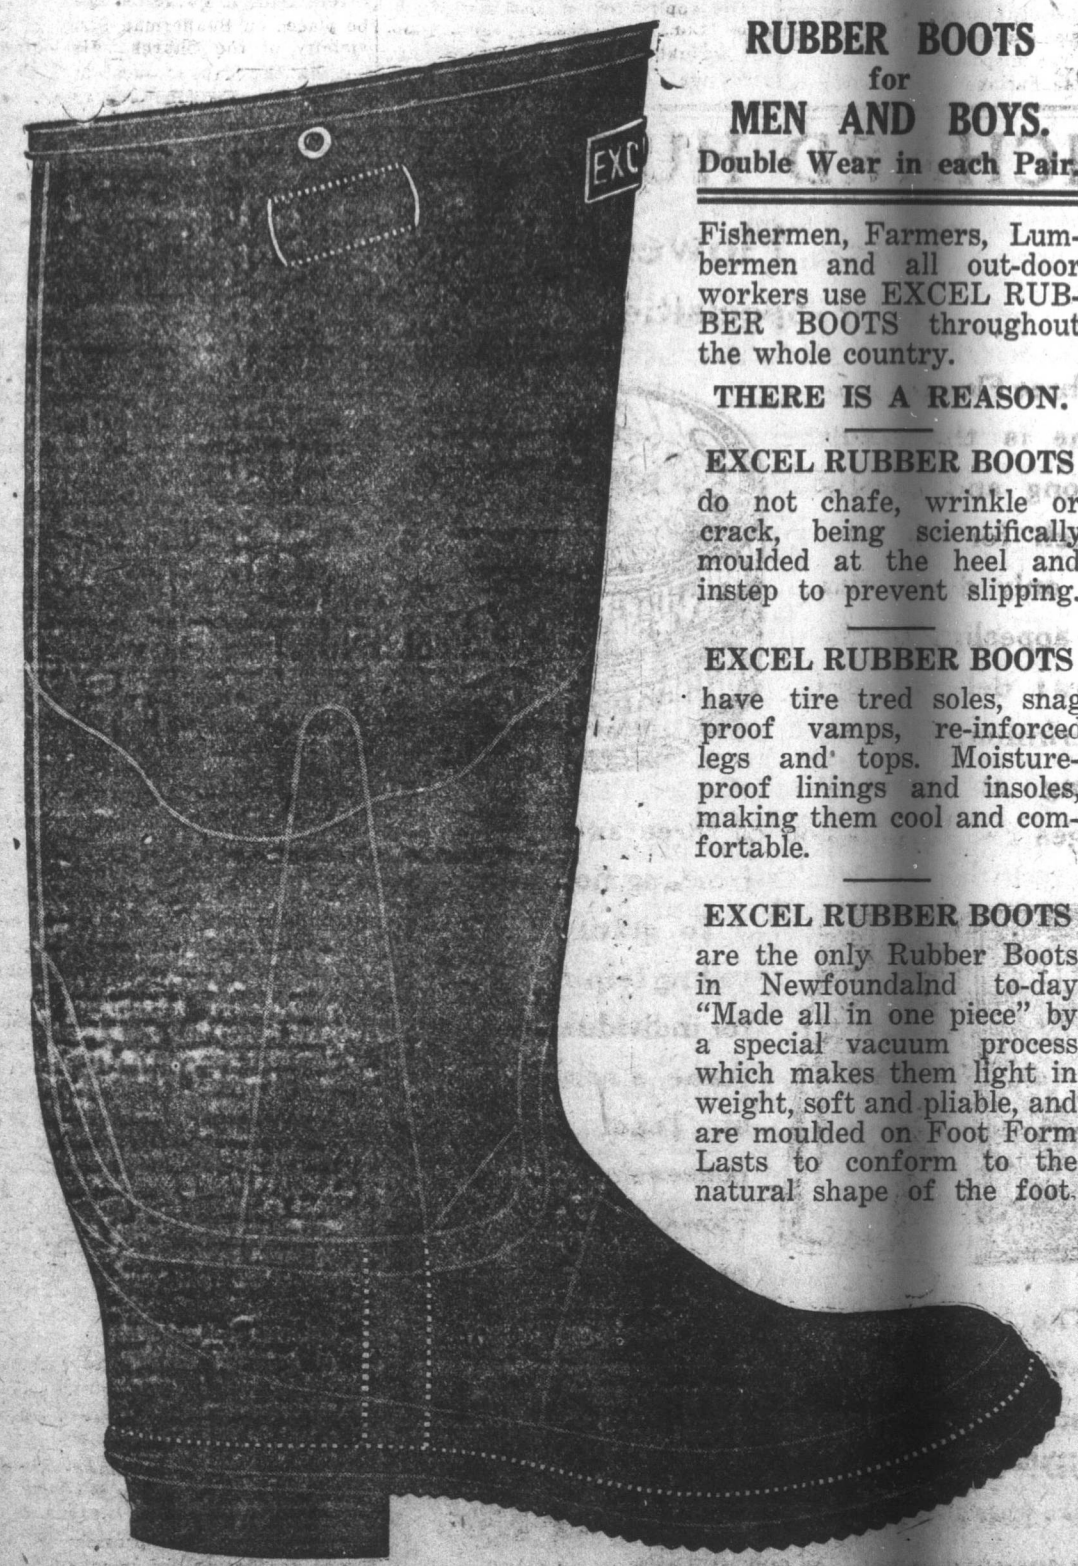 RUBBER BOOTS
for
MEN AND BOYS.
Double Wear in each Pair.
EXC
Fishermen, Farmers, Lum-
bermen and all out-door
workers use EXCEL RUB-
BER BOOTS throughout
the whole country.
THERE IS A REASON.
EXCEL RUBBER BOOTS
do not chafe, wrinkle or
crack, being scientifically
moulded at the heel and
instep to prevent slipping.
EXCEL RUBBER BOOTS
have tire tred soles, snag
proof vamps, re-inforced
legs and tops. Moisture-
proof linings and insoles,
making them cool and com-
fortable.
EXCEL RUBBER BOOTS
are the only Rubber Boots
in Newfoundalnd to-day
“Made all in one piece” by
a special vacuum process
which makes them light in
weight, soft and pliable, and
are moulded on Foot Form
Lasts to conform to the
natural shape of the foot.